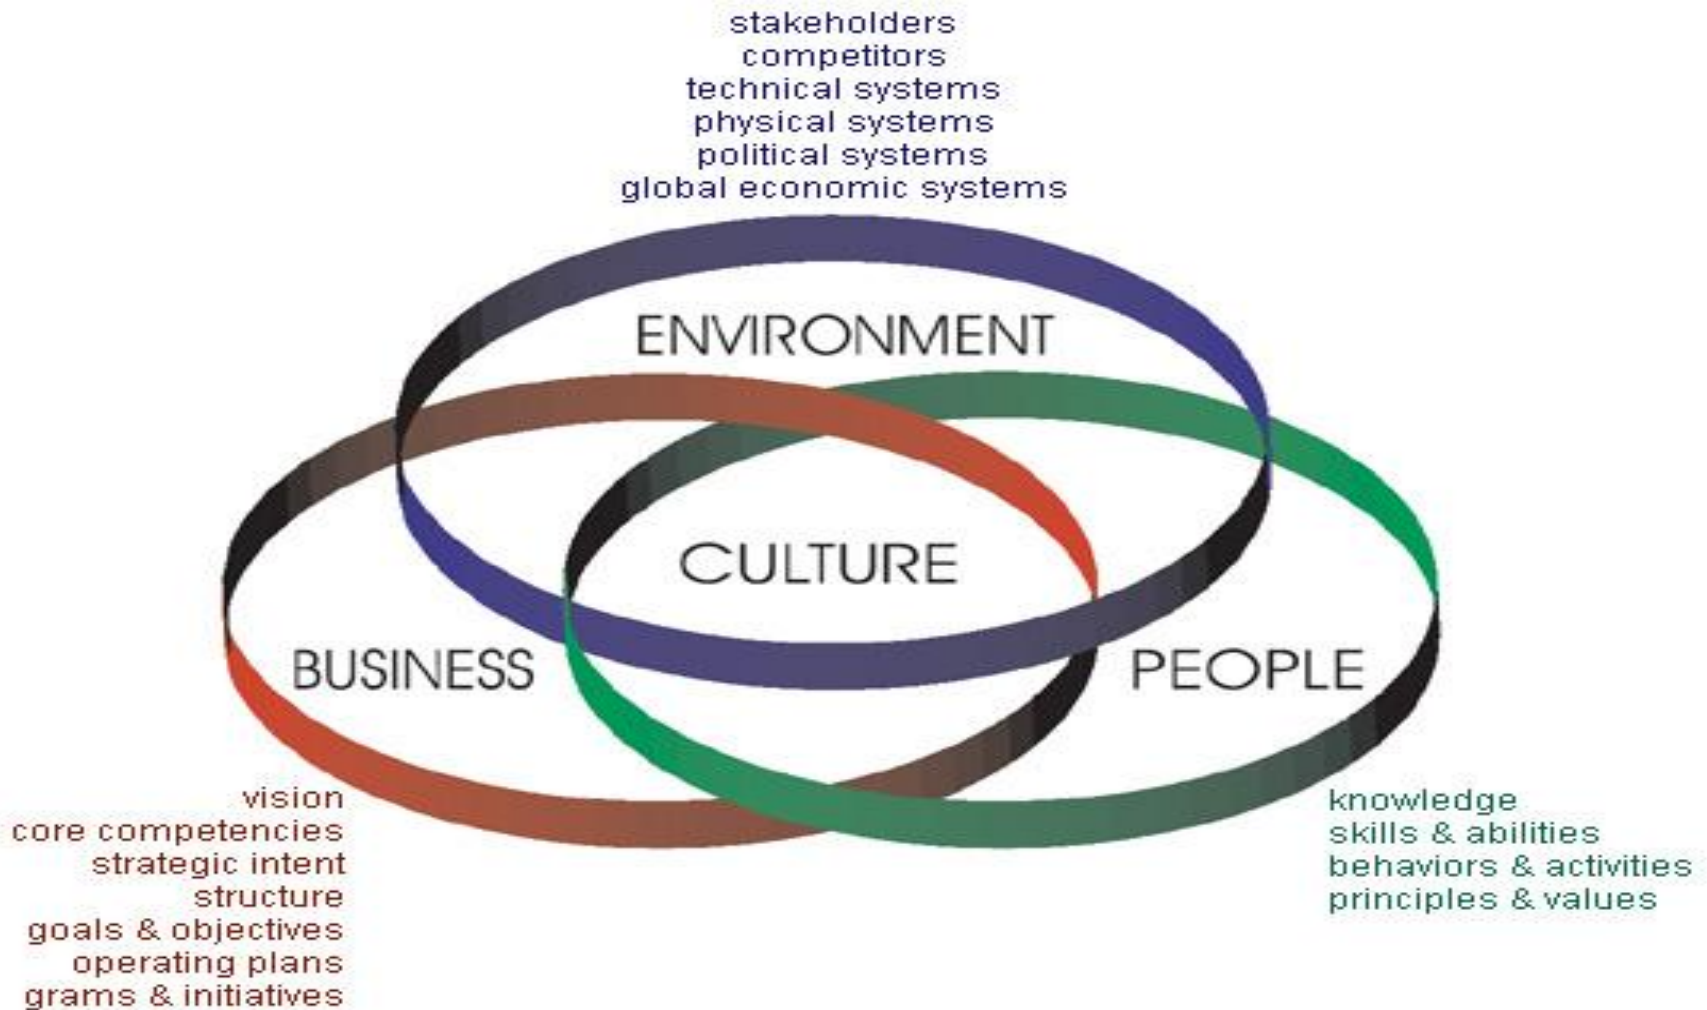 stakeholders
competitors
technical systems
physical systems
political systems
global economic systems
ENVIRONMENT
CULTURE
BUSINESS
PEOPLE
vision
core competencies
strategic intent
structure
goals & objectives
operating plans
grams & initiatives
knowledge
skills & abilities
behaviors & activities
principles & values